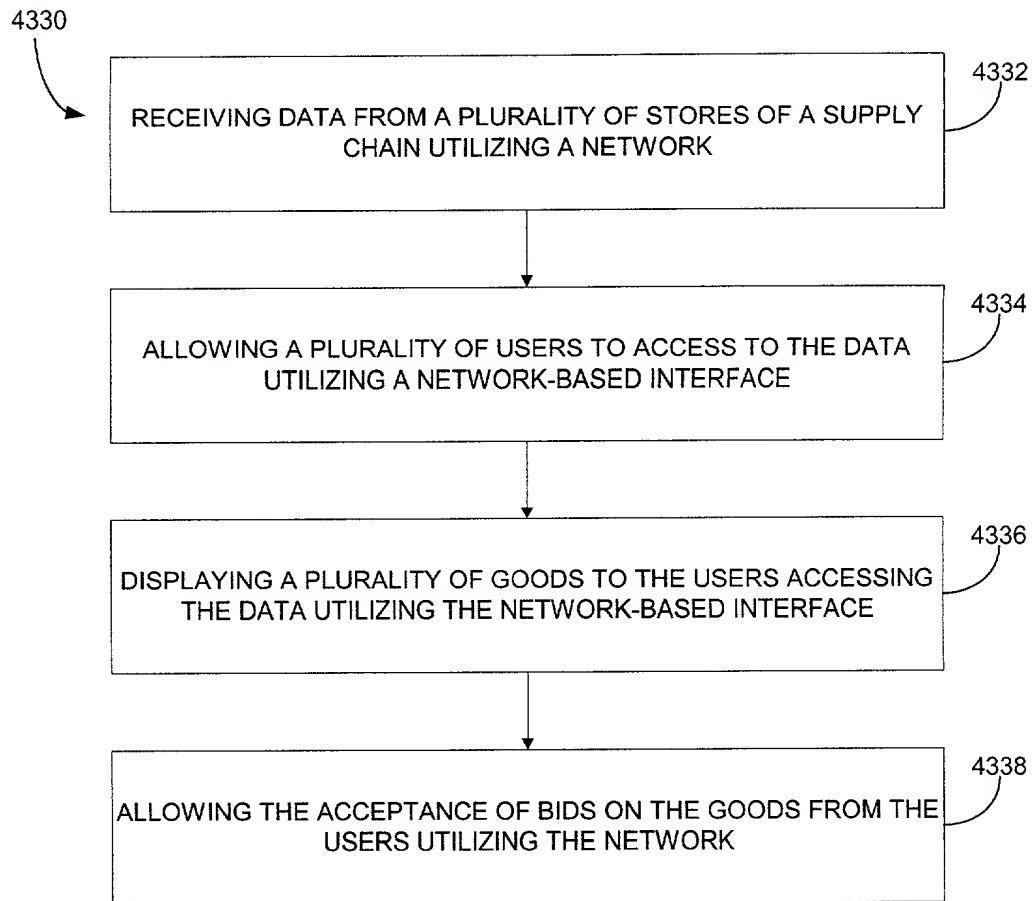 4330
4332
RECEIVING DATA FROM A PLURALITY OF STORES OF A SUPPLY
CHAIN UTILIZING A NETWORK
4334
ALLOWING A PLURALITY OF USERS TO ACCESS TO THE DATA
UTILIZING A NETWORK-BASED INTERFACE
4336
DISPLAYING A PLURALITY OF GOODS TO THE USERS ACCESSING
THE DATA UTILIZING THE NETWORK-BASED INTERFACE
4338
ALLOWING THE ACCEPTANCE OF BIDS ON THE GOODS FROM THE
USERS UTILIZING THE NETWORK